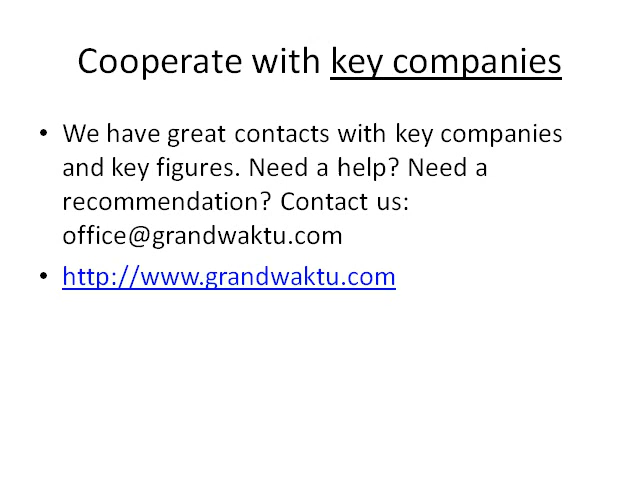 Cooperate with key companies
• We have great contacts with key companies
and key figures. Need a help? Need a
recommendation? Contact us:
office@grandwaktu.com
• http://www.grandwaktu.com